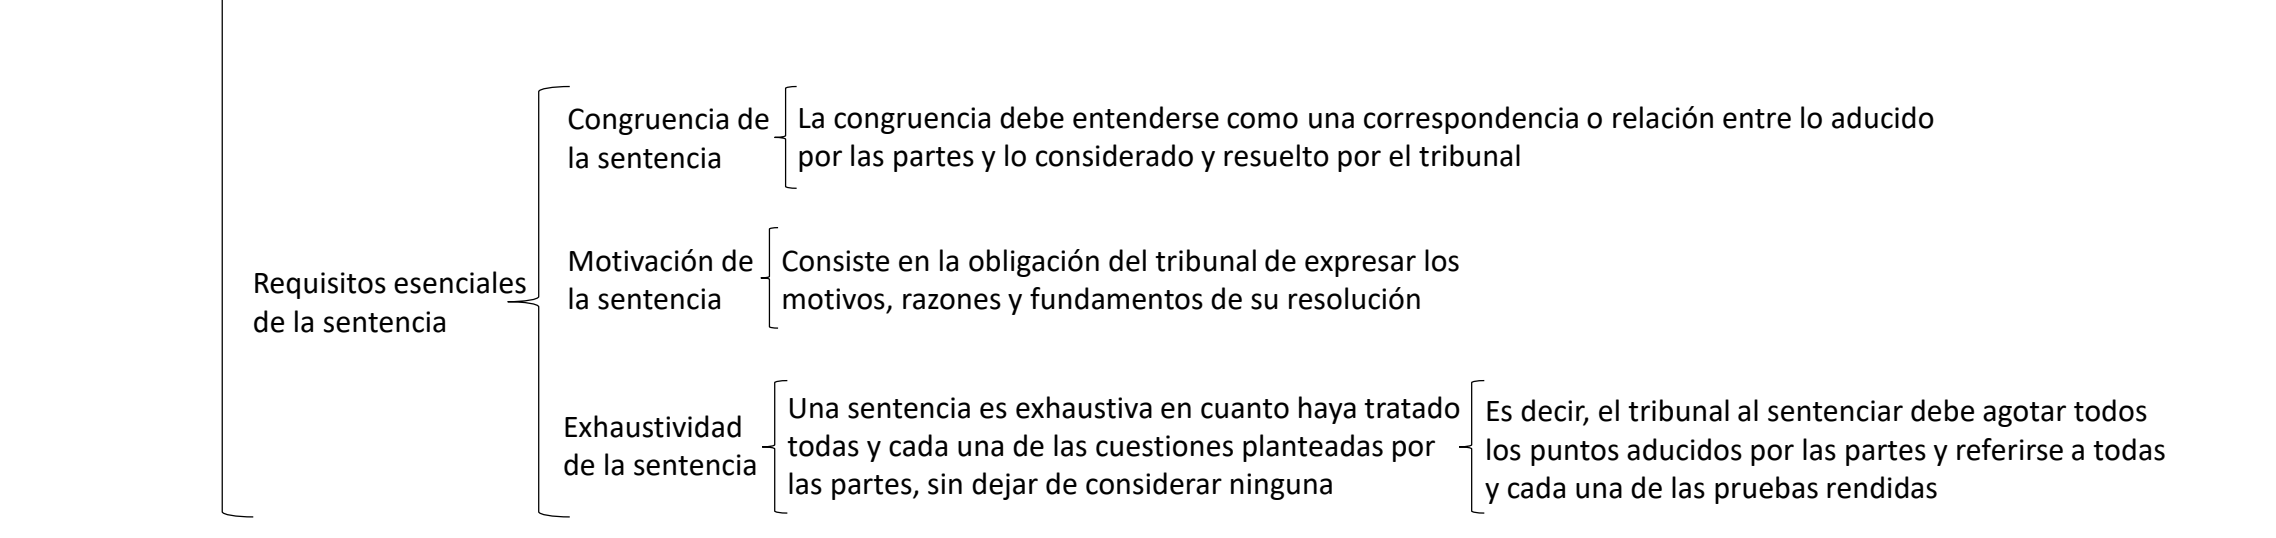 Requisitos esenciales
de la sentencia
Congruencia de
la sentencia
La congruencia debe entenderse como una correspondencia o relación entre lo aducido
por las partes y lo considerado y resuelto por el tribunal
Motivación de
la sentencia
Consiste en la obligación del tribunal de expresar los
motivos, razones y fundamentos de su resolución
Exhaustividad
de la sentencia
Una sentencia es exhaustiva en cuanto haya tratado
todas y cada una de las cuestiones planteadas por
las partes, sin dejar de considerar ninguna
Es decir, el tribunal al sentenciar debe agotar todos
los puntos aducidos por las partes y referirse a todas
y cada una de las pruebas rendidas